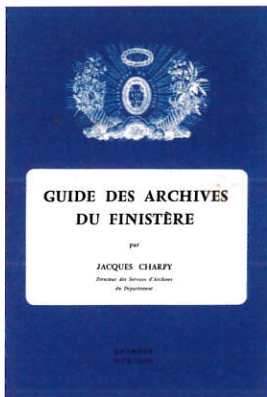 GUIDE DES ARCHIVES
DU FINISTÈRE
par
JACQUES CHARPY
Directeur des Services d'Archives
du Département
QUIMPER